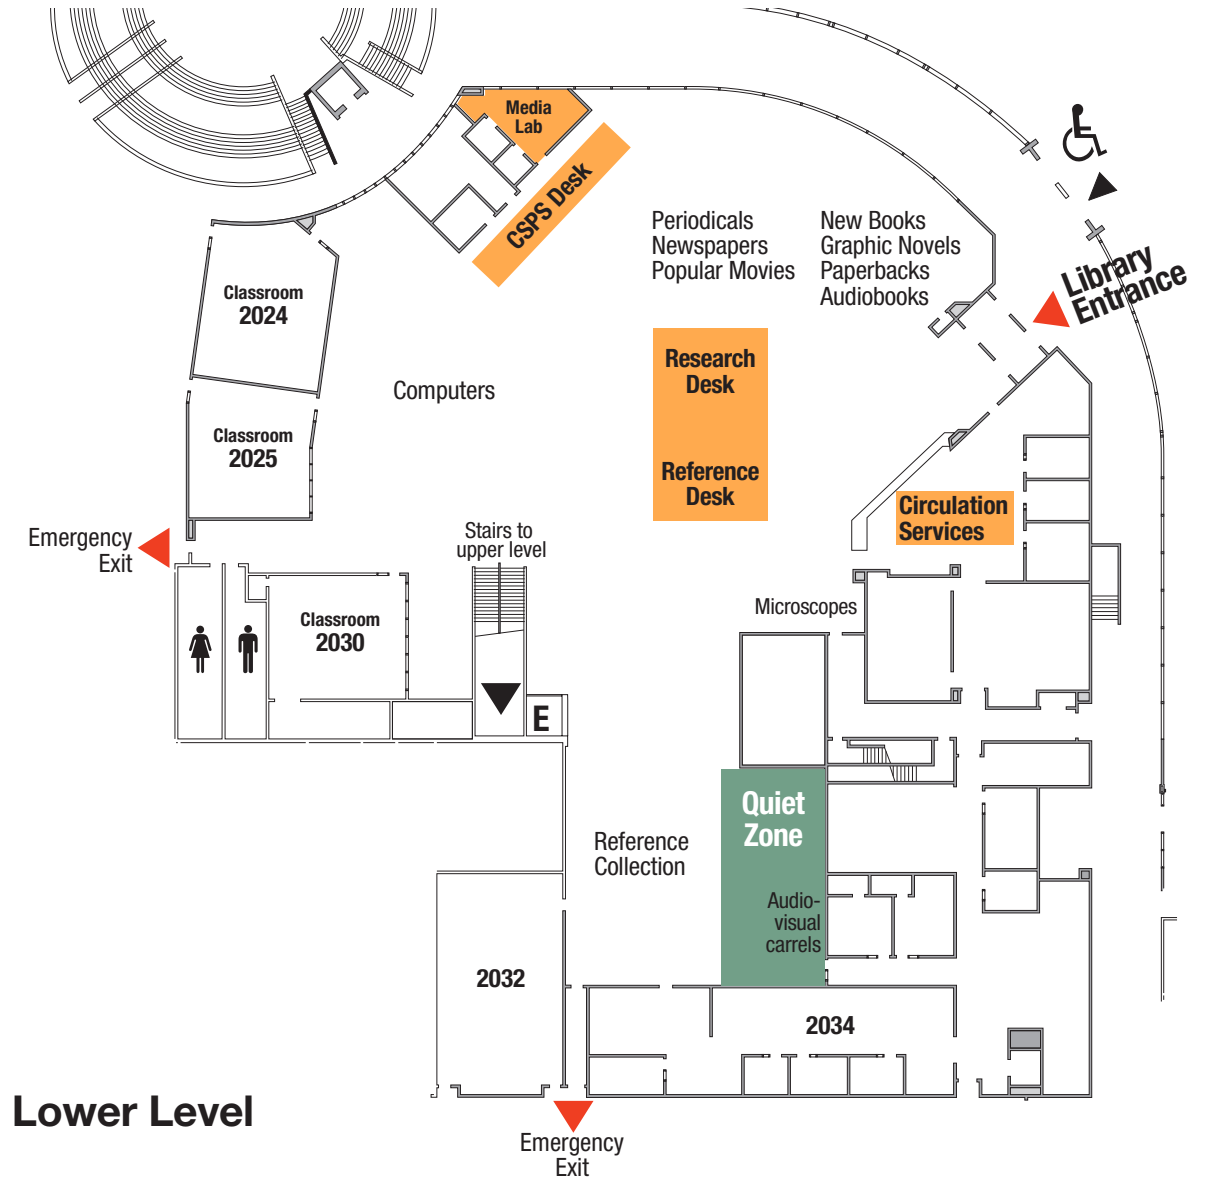 Media
Lab
CSPS Desk
Periodicals
Newspapers
Popular Movies
New Books
Graphic Novels
Paperbacks
Audiobooks
Library
Entrance
Classroom
2024
Research
Desk
Computers
Classroom
2025
Reference
Desk
Circulation
Services
Emergency
Exit
Stairs to
upper level
Classroom
2030
Microscopes
E
Quiet
Zone
Reference
Collection
Audio-
visual
carrels
2032
2034
Lower Level
Emergency
Exit